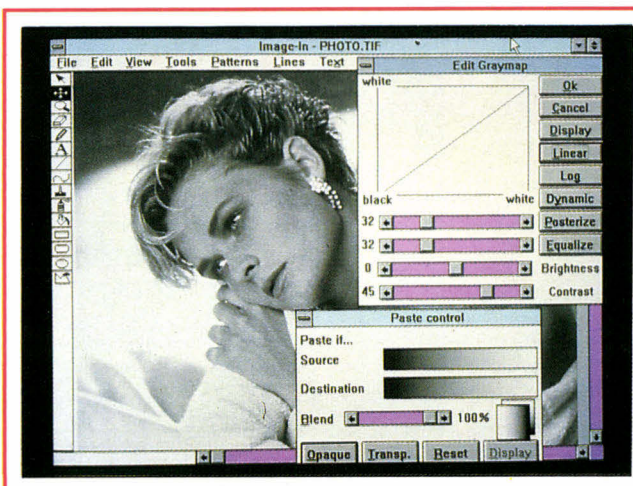 Image-In - PHOTO.TIF
File Edit View Tools Patterns Lines Text
A
Edit Graymap
white
black white
Ok
Cancel
Display
Linear
Log
Dynamic
Posterize
Equalize
32
32
0 Brightness
45 Contrast
Paste control
Paste if...
Source
Destination
Blend 100%
Opaque Transp. Reset Display